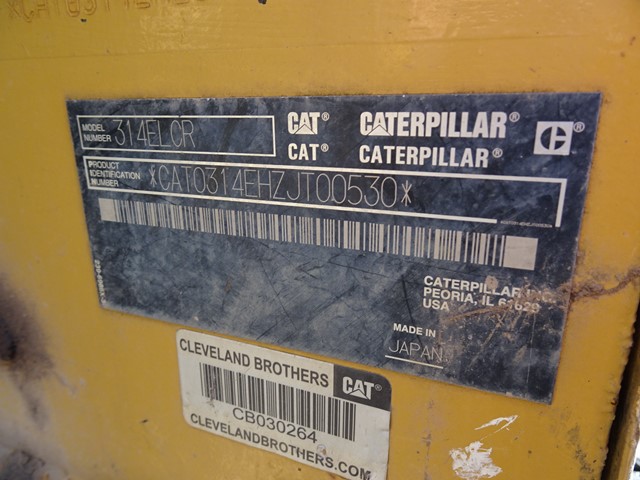 MODEL NUMBER 314ELCR
CAT® CATERPILLAR® C
CAT® CATERPILLAR®
PRODUCT IDENTIFICATION NUMBER *CAT0314EHZJT00530*
CATERPILLAR INC.
PEORIA, IL 61629
USA
MADE IN
JAPAN
CLEVELAND BROTHERS CAT
CB030264
CLEVELANDBROTHERS.COM